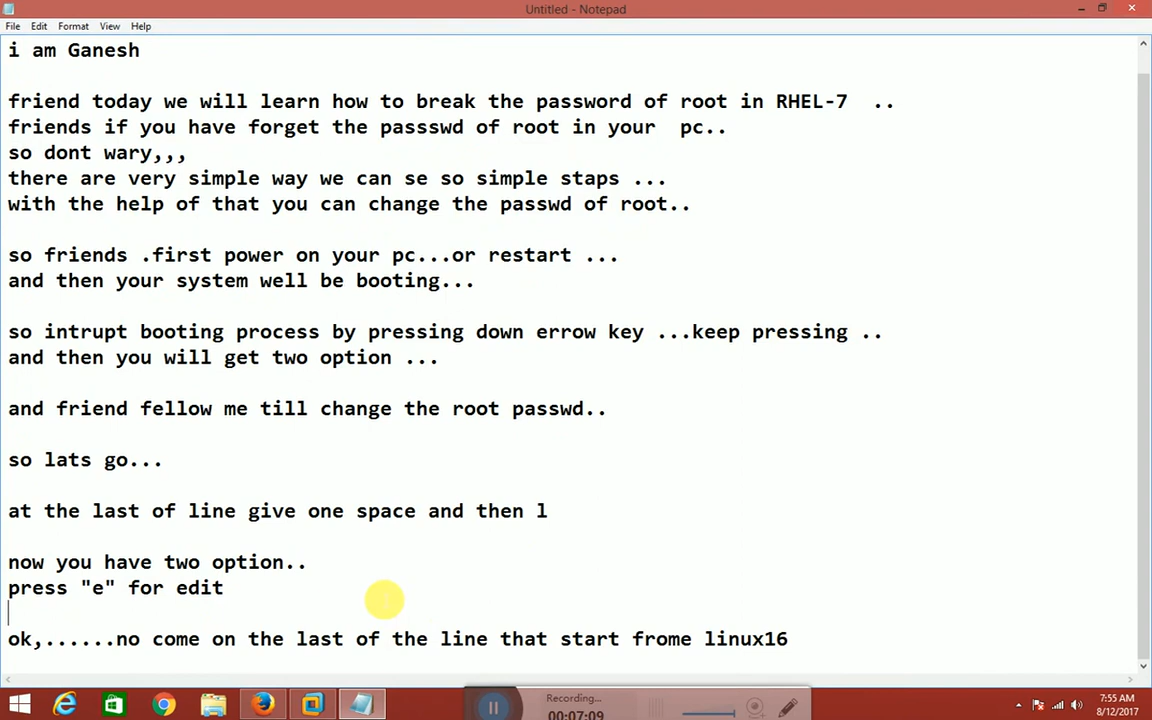 Untitled - Notepad
File Edit Format View Help
i am Ganesh
friend today we will learn how to break the password of root in RHEL-7 ..
friends if you have forget the passswd of root in your pc..
so dont wary,,,
there are very simple way we can se so simple staps ...
with the help of that you can change the passwd of root..
so friends .first power on your pc...or restart ...
and then your system well be booting...
so intrupt booting process by pressing down errow key ...keep pressing ..
and then you will get two option ...
and friend fellow me till change the root passwd..
so lats go...
at the last of line give one space and then l
now you have two option..
press "e" for edit
ok,......no come on the last of the line that start frome linux16
Recording...
00:07:09
7:55 AM
8/12/2017